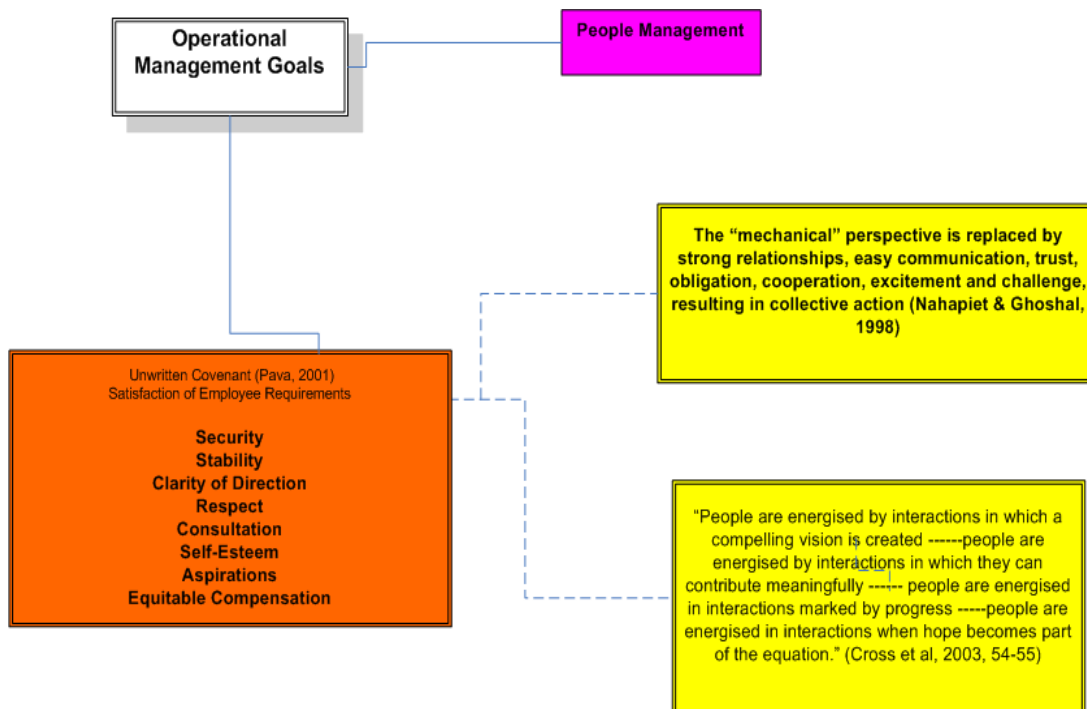 Operational
Management Goals
People Management
The “mechanical” perspective is replaced by
strong relationships, easy communication, trust,
obligation, cooperation, excitement and challenge,
resulting in collective action (Nahapiet & Ghoshal,
1998)
Unwritten Covenant (Pava, 2001)
Satisfaction of Employee Requirements
Security
Stability
Clarity of Direction
Respect
Consultation
Self-Esteem
Aspirations
Equitable Compensation
“People are energised by interactions in which a
compelling vision is created ------people are
energised by interactions in which they can
contribute meaningfully ------ people are energised
in interactions marked by progress -----people are
energised in interactions when hope becomes part
of the equation.” (Cross et al, 2003, 54-55)